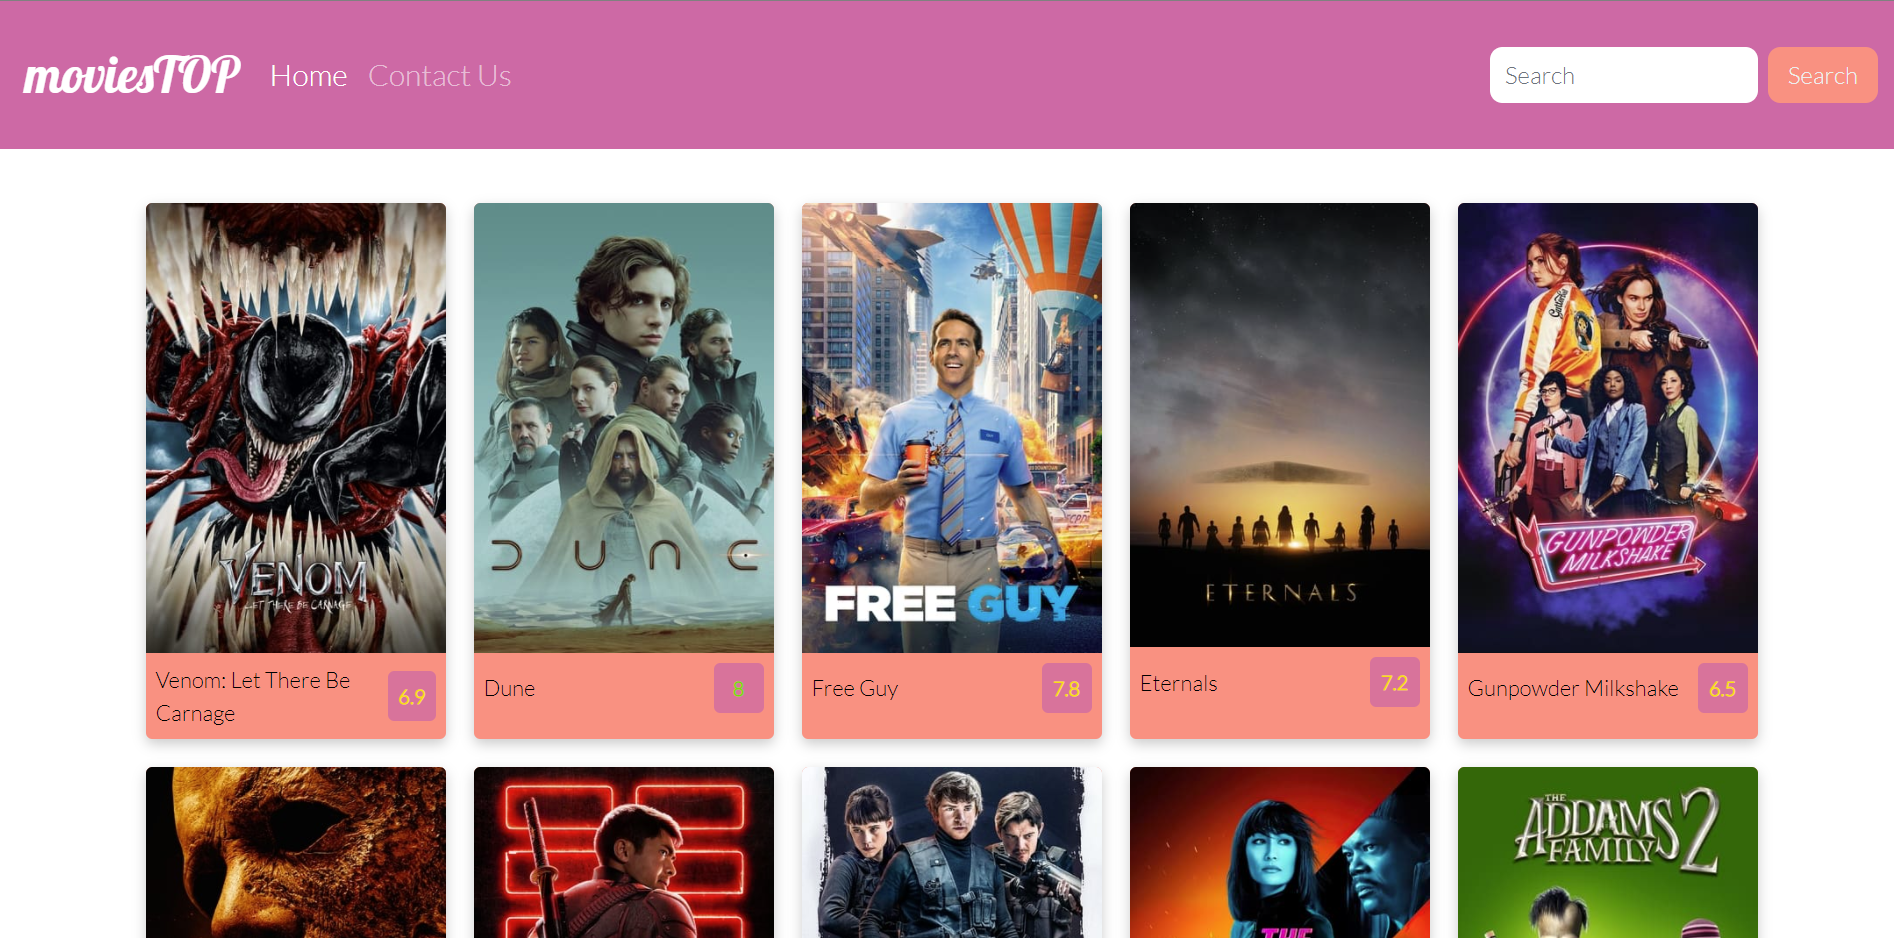 moviesTOP Home Contact Us Search Search
VENOM
LET THERE BE CARNAGE
DUNE
FREE GUY
ETERNALS
GUNPOWDER
MILKSHAKE
Venom: Let There Be
Carnage
6.9
Dune 8
Free Guy 7.8
Eternals 7.2
Gunpowder Milkshake 6.5
THE
THE
ADDAMS
FAMILY 2